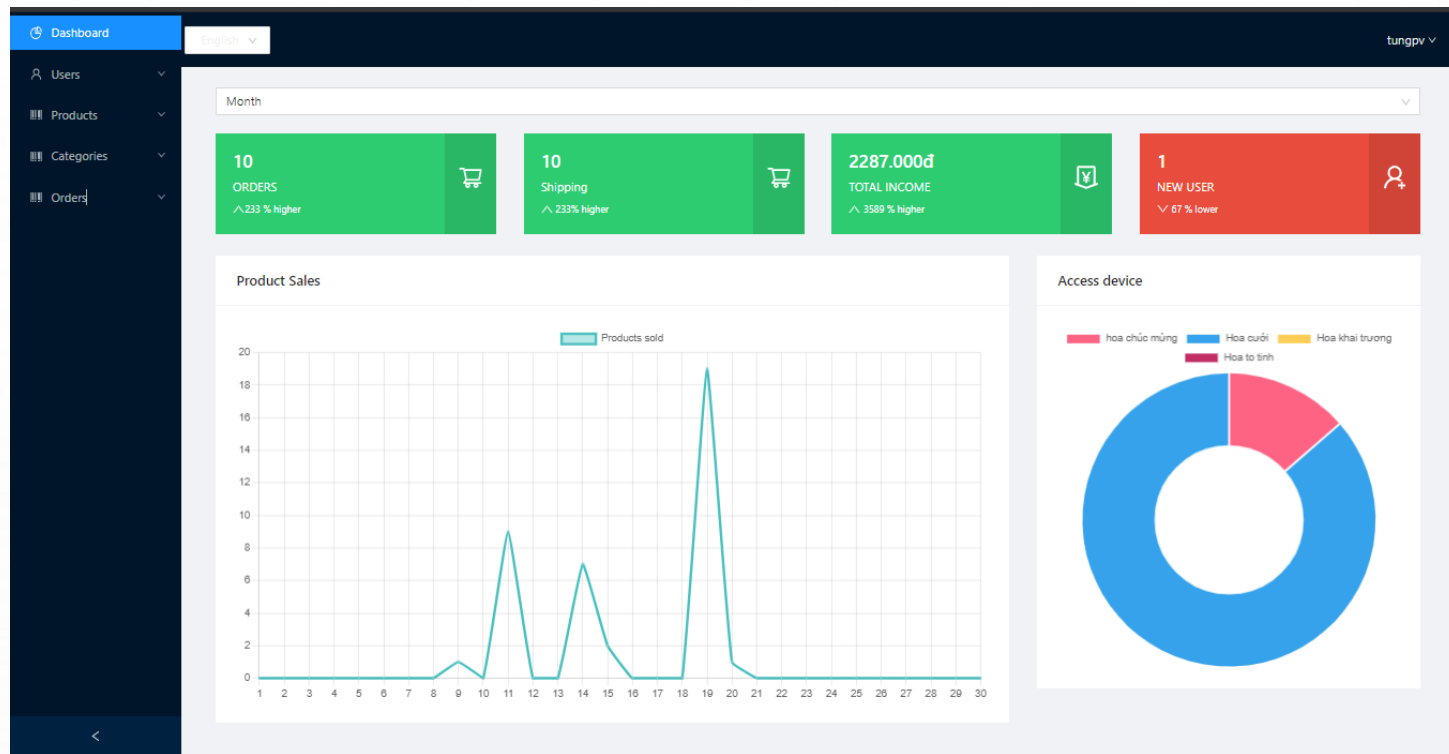 Dashboard
English
tungpv
Users
Products
Categories
Orders
Month
10
ORDERS
233 % higher
10
Shipping
233% higher
2287.000đ
TOTAL INCOME
3589 % higher
1
NEW USER
67 % lower
Product Sales
Products sold
20
18
16
14
12
10
8
6
4
2
0
1 2 3 4 5 6 7 8 9 10 11 12 13 14 15 16 17 18 19 20 21 22 23 24 25 26 27 28 29 30
Access device
hoa chúc mừng Hoa cưới Hoa khai trương
Hoa to tinh